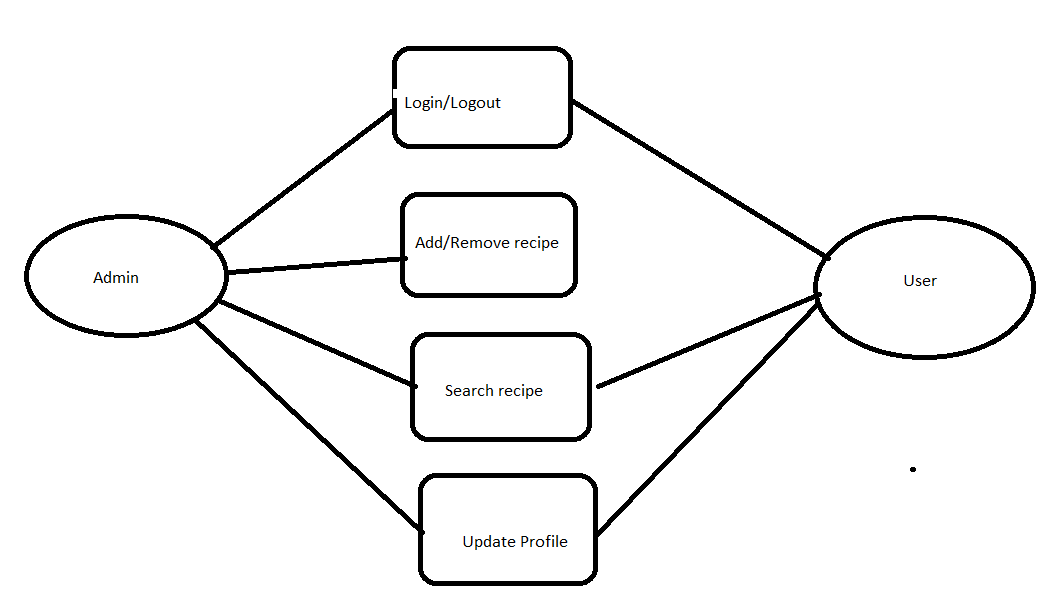 Login/Logout
Add/Remove recipe
Admin
User
Search recipe
Update Profile